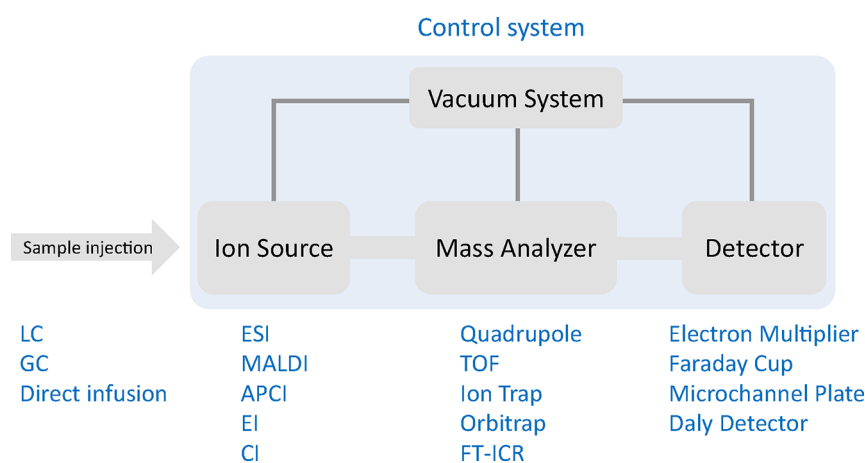 Control system
Vacuum System
Sample injection
Ion Source
Mass Analyzer
Detector
LC
GC
Direct infusion
ESI
MALDI
APCI
EI
CI
Quadrupole
TOF
Ion Trap
Orbitrap
FT-ICR
Electron Multiplier
Faraday Cup
Microchannel Plate
Daly Detector